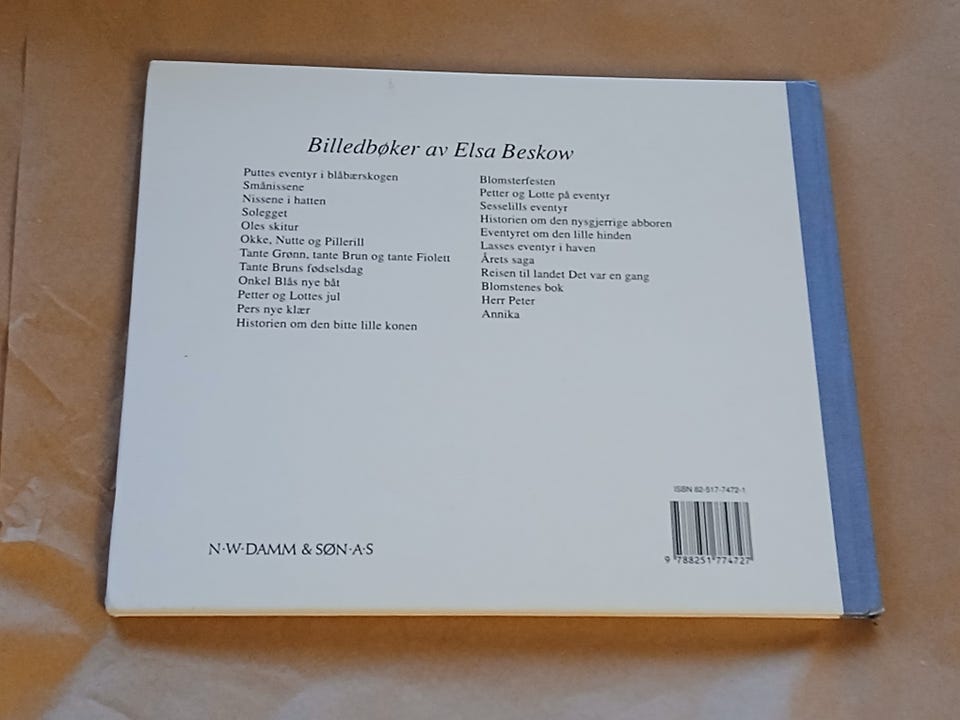 Billedbøker av Elsa Beskow
Puttes eventyr i blåbærskogen
Smånissene
Nissene i hatten
Solegget
Oles skitur
Okke, Nutte og Pillerill
Tante Grønn, tante Brun og tante Fiolett
Tante Bruns fødselsdag
Onkel Blås nye båt
Petter og Lottes jul
Pers nye klær
Historien om den bitte lille konen
Blomsterfesten
Petter og Lotte på eventyr
Sesselills eventyr
Historien om den nysgjerrige abboren
Eventyret om den lille hinden
Lasses eventyr i haven
Årets saga
Reisen til landet Det var en gang
Blomstenes bok
Herr Peter
Annika
ISBN 82-517-7472-1
9 788251 774727
N·W·DAMM & SØN·A·S